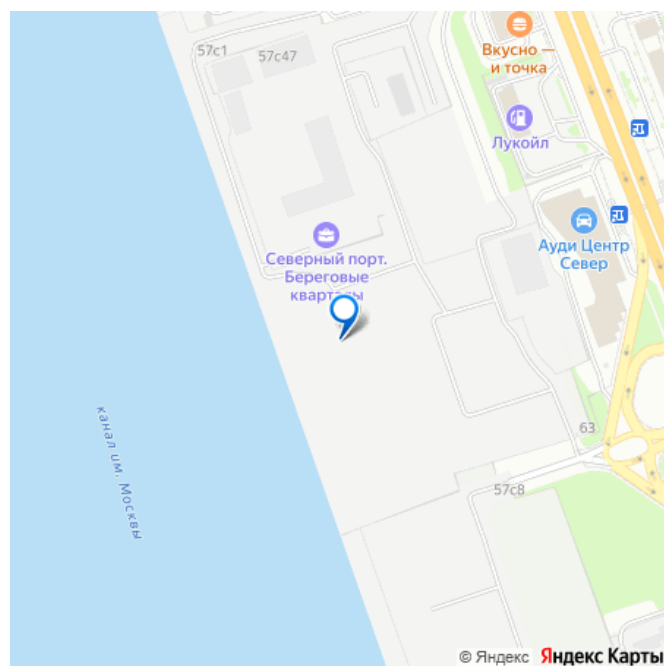 57с1
57с47
Вкусно —
и точка
Лукойл
Ауди Центр
Север
Северный порт.
Береговые
кварталы
канал им. Москвы
63
57с8
© Яндекс Яндекс Карты